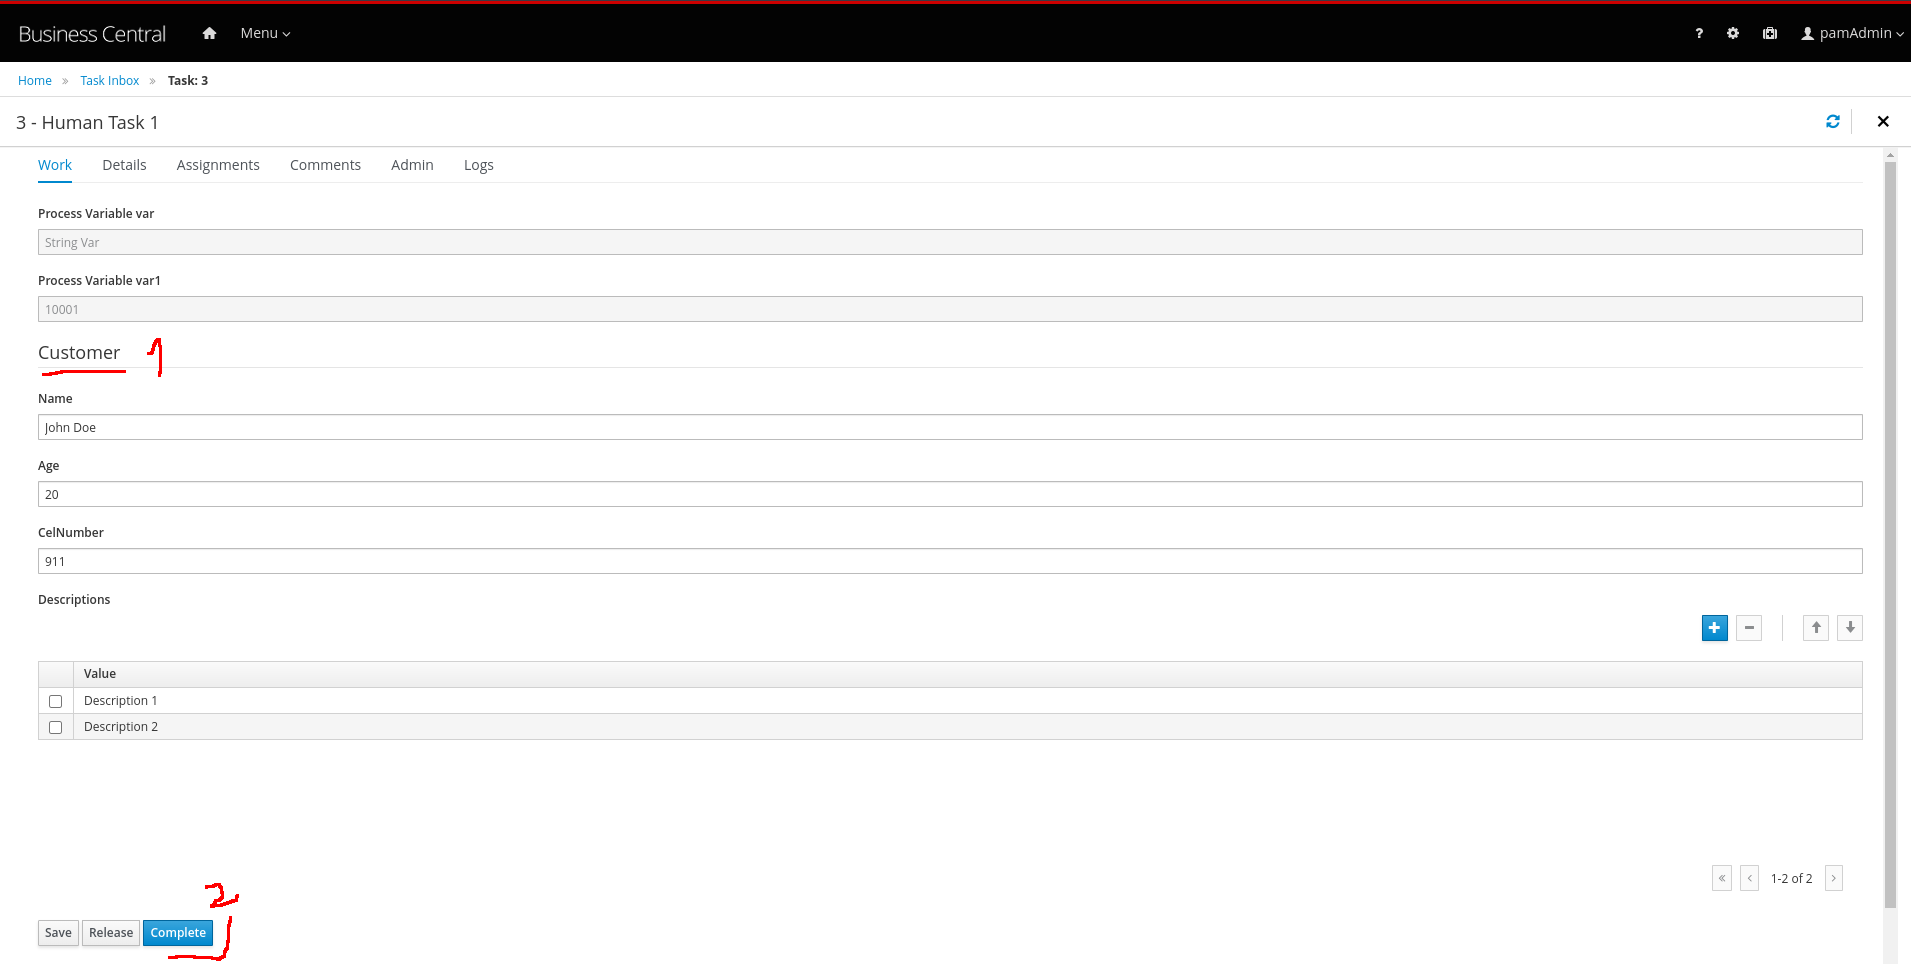 Business Central Menu ? pamAdmin
Home » Task Inbox » Task: 3
3 - Human Task 1
Work Details Assignments Comments Admin Logs
Process Variable var
String Var
Process Variable var1
10001
Customer 1
Name
John Doe
Age
20
CelNumber
911
Descriptions
Value
Description 1
Description 2
« ‹ 1-2 of 2 ›
2
Save Release Complete